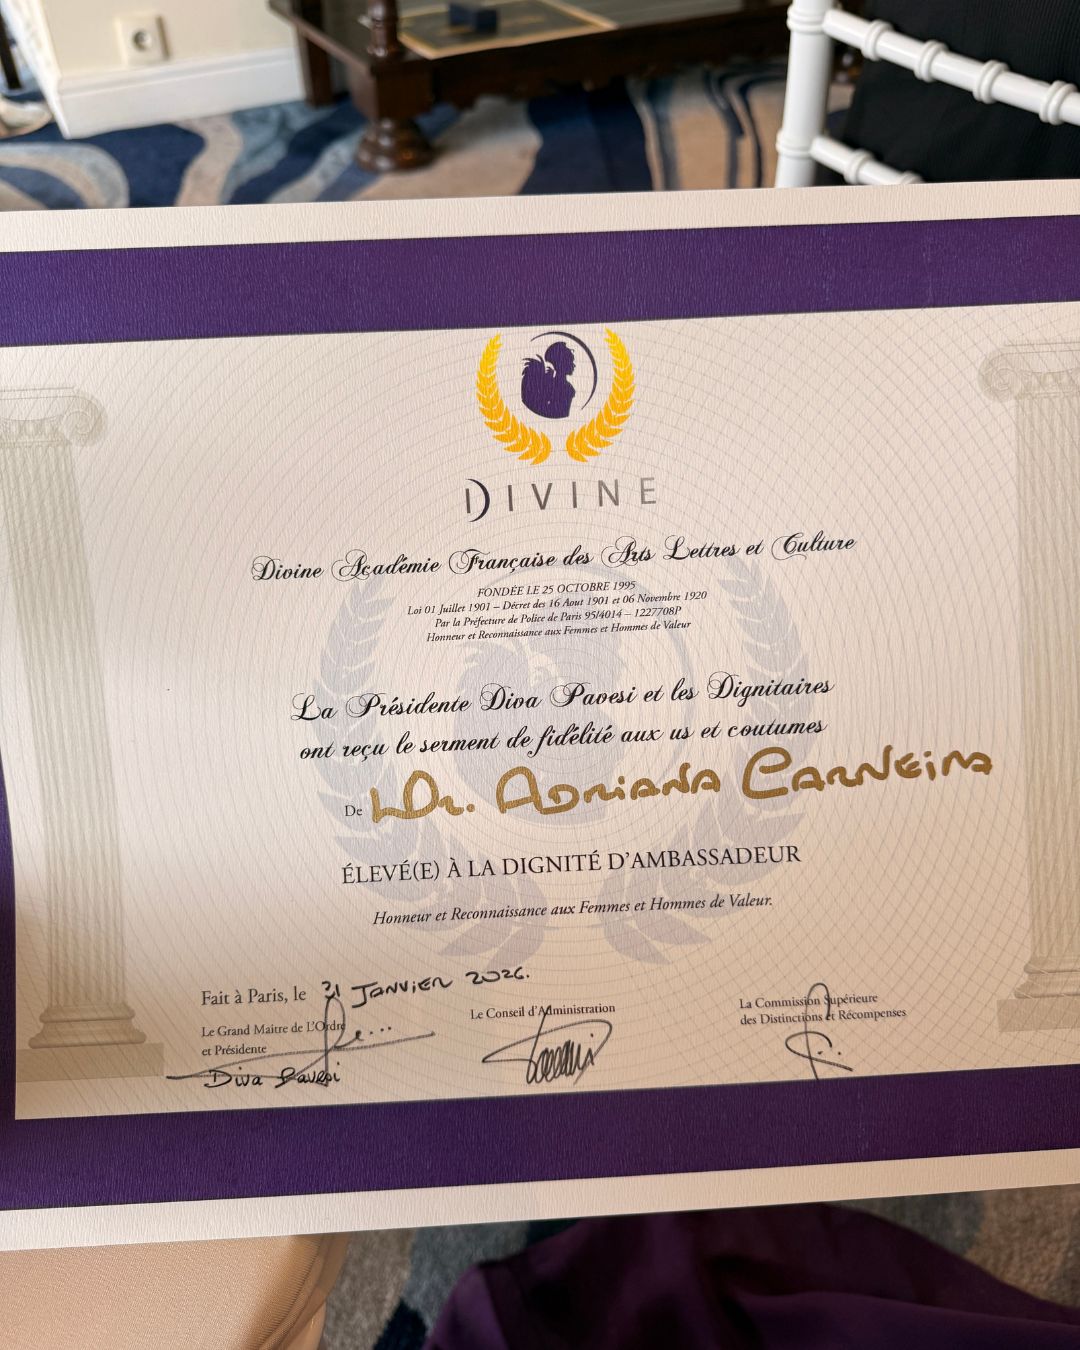 DIVINE
Divine Académie Française des Arts Lettres et Culture
FONDÉE LE 25 OCTOBRE 1995
Loi 01 Juillet 1901 – Décret des 16 Aout 1901 et 06 Novembre 1920
Par la Préfecture de Police de Paris 95/4014 – 1227708P
Honneur et Reconnaissance aux Femmes et Hommes de Valeur
La Présidente Diva Pavesi et les Dignitaires
ont reçu le serment de fidélité aux us et coutumes
De Dr. Adriana Carneira
ÉLEVÉ(E) À LA DIGNITÉ D'AMBASSADEUR
Honneur et Reconnaissance aux Femmes et Hommes de Valeur.
Fait à Paris, le 21 JANVIER 2026.
Le Grand Maitre de L'Ordre
et Présidente
Diva Pavesi
Le Conseil d'Administration
La Commission Supérieure
des Distinctions et Récompenses